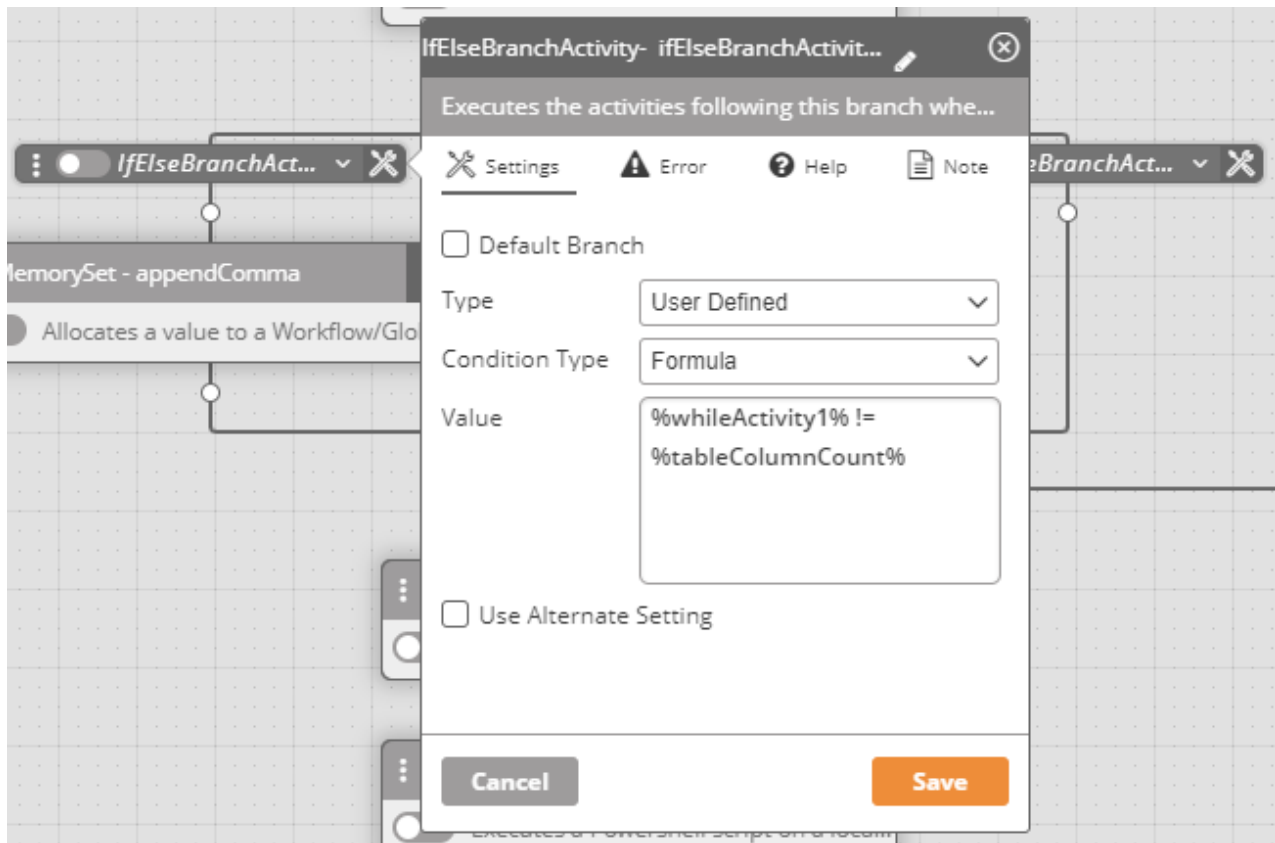 IfElseBranchActivity- ifElseBranchActivit...
Executes the activities following this branch whe...
IfElseBranchAct...
Settings
Error
Help
Note
eBranchAct...
Default Branch
MemorySet - appendComma
Type
User Defined
Allocates a value to a Workflow/Glo
Condition Type
Formula
Value
%whileActivity1% !=
%tableColumnCount%
Use Alternate Setting
Cancel
Save